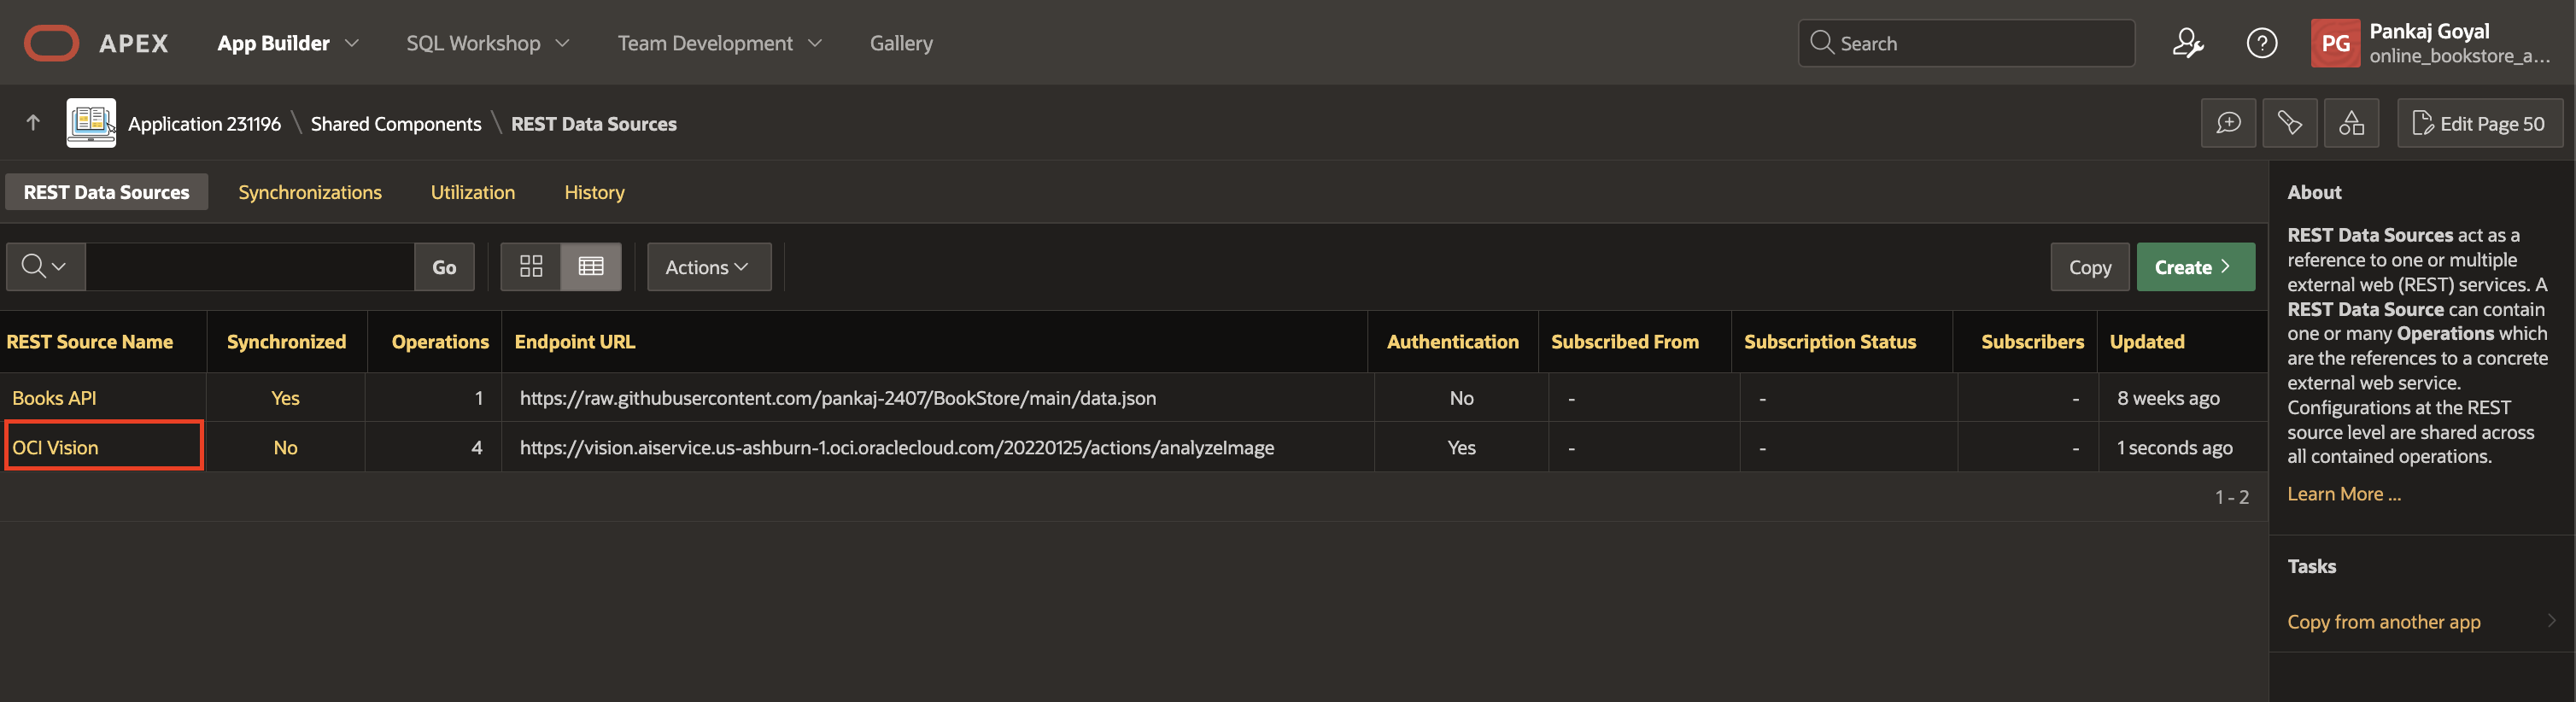 APEX App Builder SQL Workshop Team Development Gallery Search PG Pankaj Goyal
online_bookstore_a...
Application 231196 \ Shared Components \ REST Data Sources Edit Page 50
REST Data Sources Synchronizations Utilization History
Go Actions Copy Create
REST Source Name Synchronized Operations Endpoint URL Authentication Subscribed From Subscription Status Subscribers Updated
Books API Yes 1 https://raw.githubusercontent.com/pankaj-2407/BookStore/main/data.json No - - - 8 weeks ago
OCI Vision No 4 https://vision.aiservice.us-ashburn-1.oci.oraclecloud.com/20220125/actions/analyzeImage Yes - - - 1 seconds ago
1 - 2
About
REST Data Sources act as a
reference to one or multiple
external web (REST) services. A
REST Data Source can contain
one or many Operations which
are the references to a concrete
external web service.
Configurations at the REST
source level are shared across
all contained operations.
Learn More ...
Tasks
Copy from another app